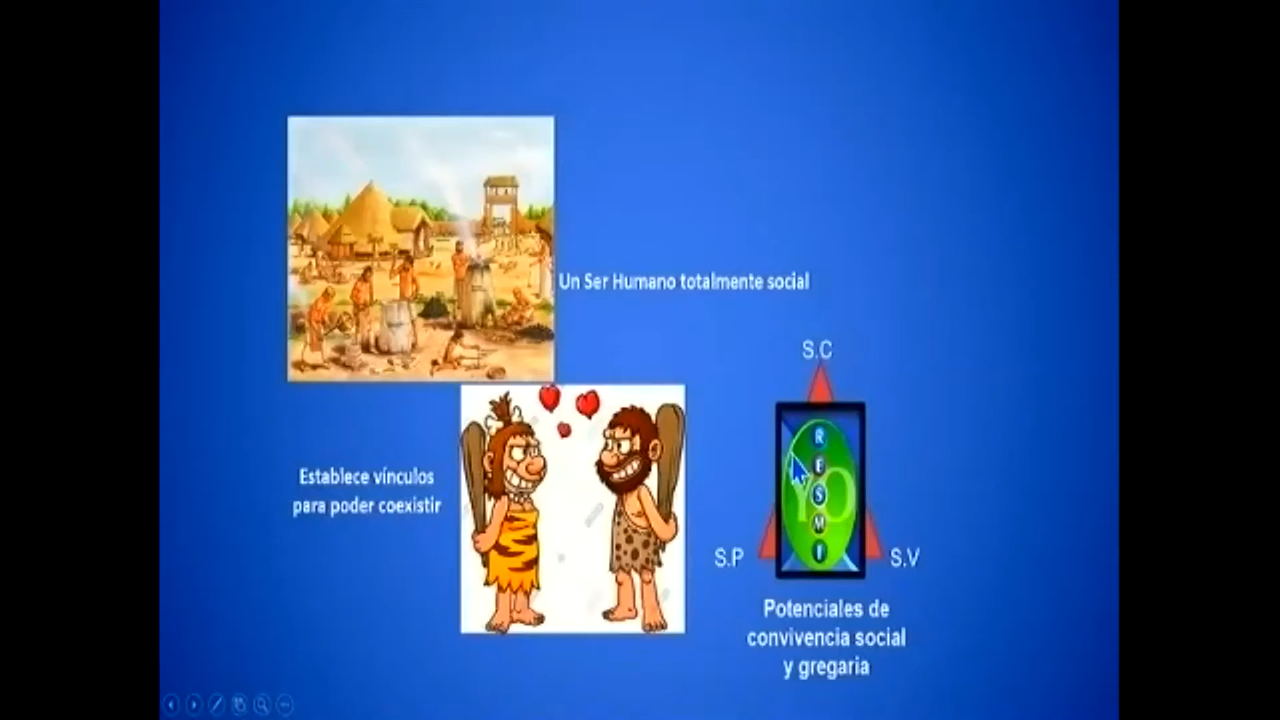 Un Ser Humano totalmente social
S.C
R
E
S
M
I
YO
Establece vínculos
para poder coexistir
S.P
S.V
Potenciales de
convivencia social
y gregaria